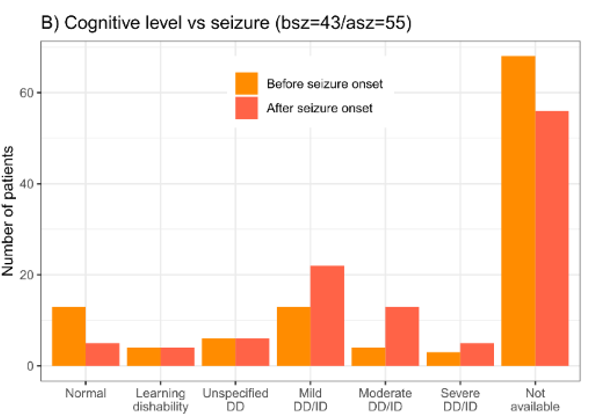 B) Cognitive level vs seizure (bsz=43/asz=55)
Before seizure onset
After seizure onset
Number of patients
60
40
20
0
Normal
Learning
dishability
Unspecified
DD
Mild
DD/ID
Moderate
DD/ID
Severe
DD/ID
Not
available